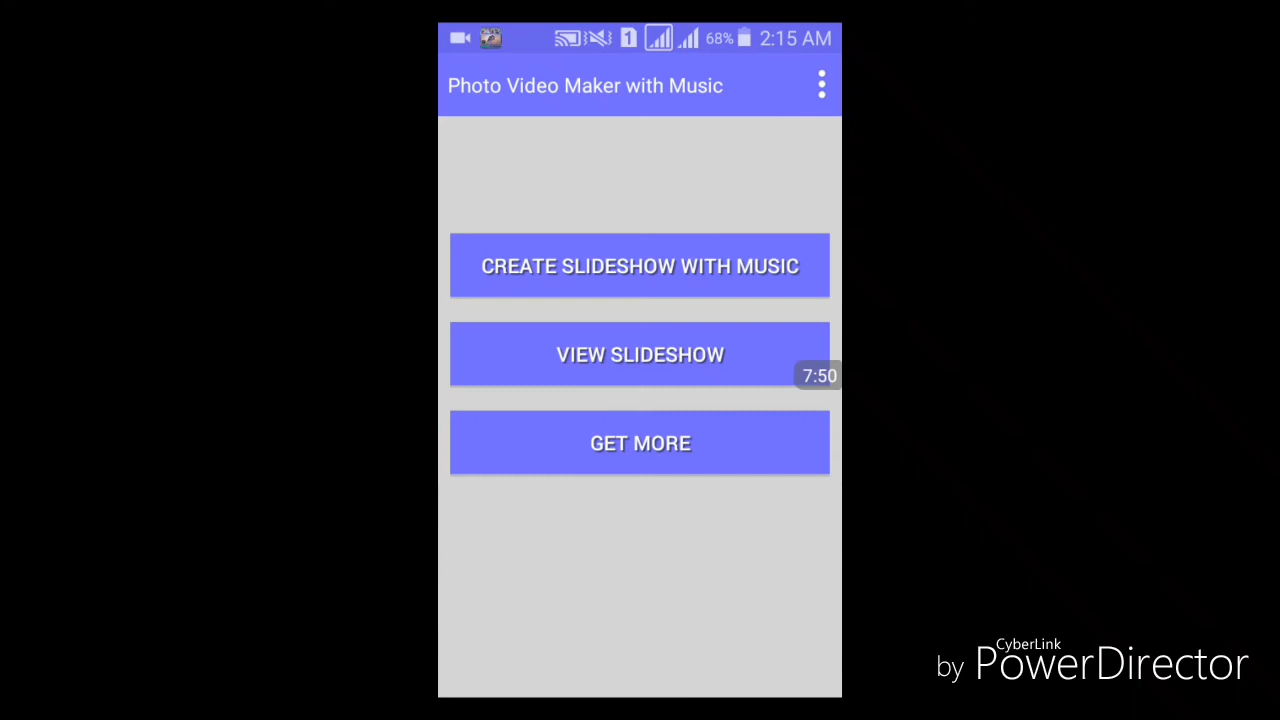 1 68% 2:15 AM
Photo Video Maker with Music
CREATE SLIDESHOW WITH MUSIC
VIEW SLIDESHOW
7:50
GET MORE
CyberLink
by PowerDirector